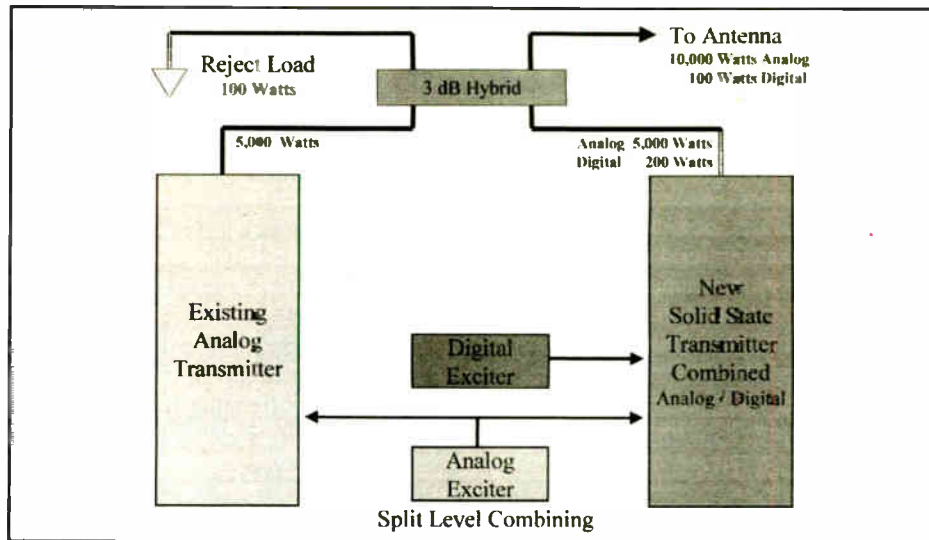 To Antenna
10,000 Watts Analog
100 Watts Digital
Reject Load
100 Watts
3 dB Hybrid
5,000 Watts
Analog 5,000 Watts
Digital 200 Watts
Existing
Analog
Transmitter
New
Solid State
Transmitter
Combined
Analog / Digital
Digital
Exciter
Analog
Exciter
Split Level Combining